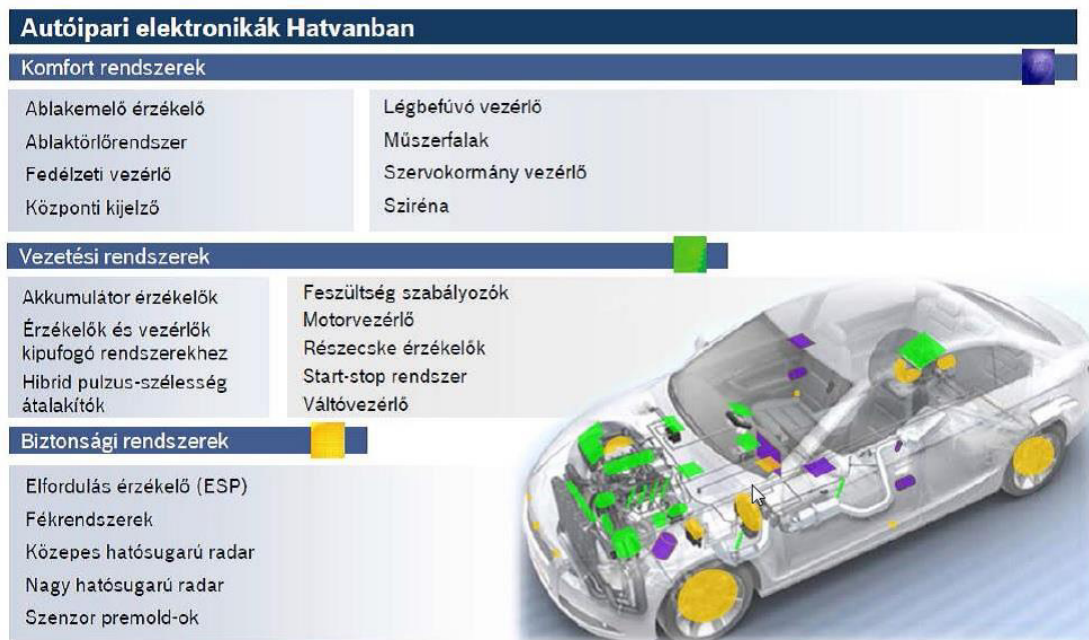 Autóipari elektronikák Hatvanban
Komfort rendszerek
Ablakemelő érzékelő
Ablaktörlőrendszer
Fedélzeti vezérlő
Központi kijelző
Légbefúvó vezérlő
Műszerfalak
Szervokormány vezérlő
Sziréna
Vezetési rendszerek
Akkumulátor érzékelők
Érzékelők és vezérlők
kipufogó rendszerekhez
Hibrid pulzus-szélesség
átalakítók
Feszültség szabályozók
Motorvezérlő
Részecske érzékelők
Start-stop rendszer
Váltóvezérlő
Biztonsági rendszerek
Elfordulás érzékelő (ESP)
Fékrendszerek
Közepes hatósugarú radar
Nagy hatósugarú radar
Szenzor premold-ok